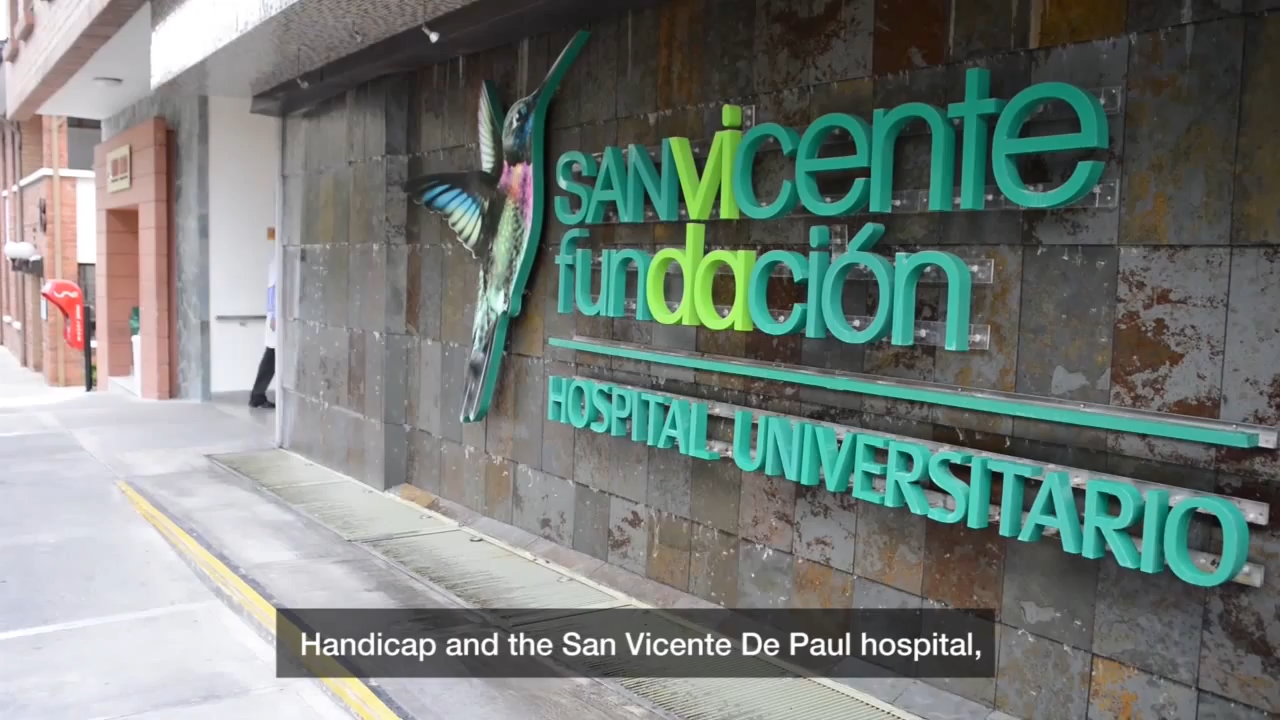 SANVicente
fundación
HOSPITAL UNIVERSITARIO
Handicap and the San Vicente De Paul hospital,